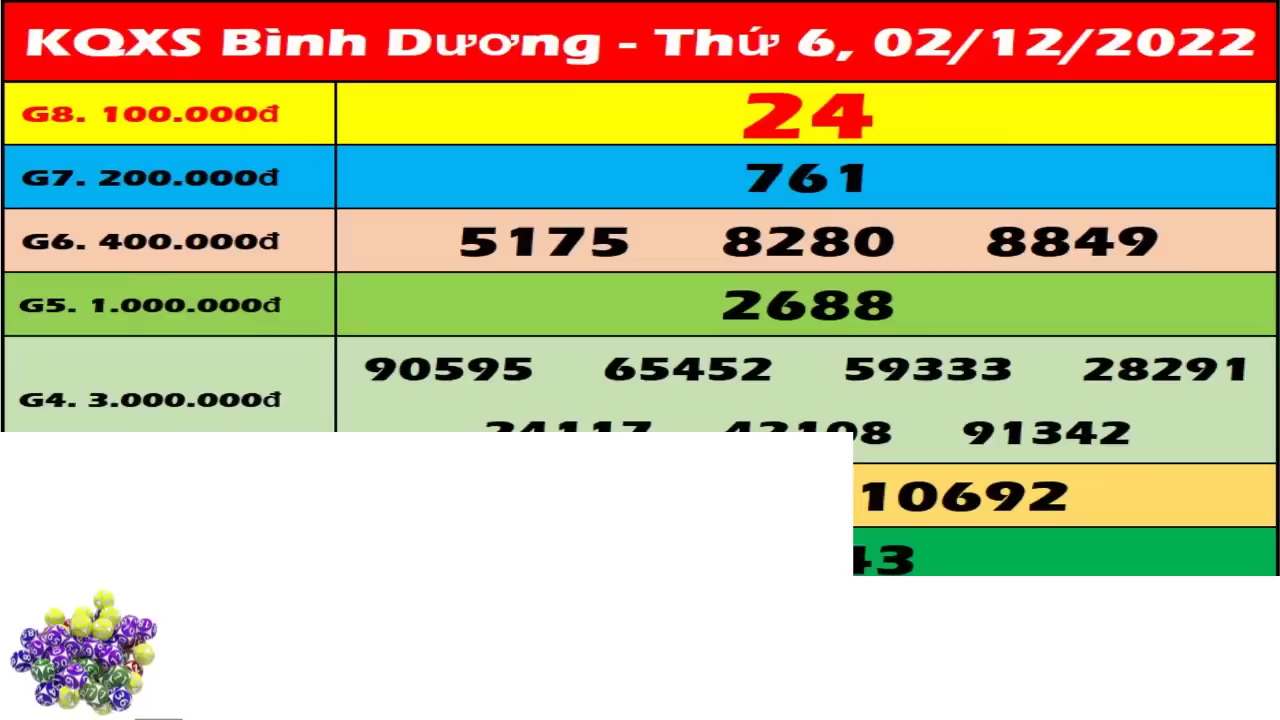 KQXS Bình Dương - Thứ 6, 02/12/2022
G8. 100.000đ 24
G7. 200.000đ 761
G6. 400.000đ 5175 8280 8849
G5. 1.000.000đ 2688
90595 65452 59333 28291
G4. 3.000.000đ
91342
10692